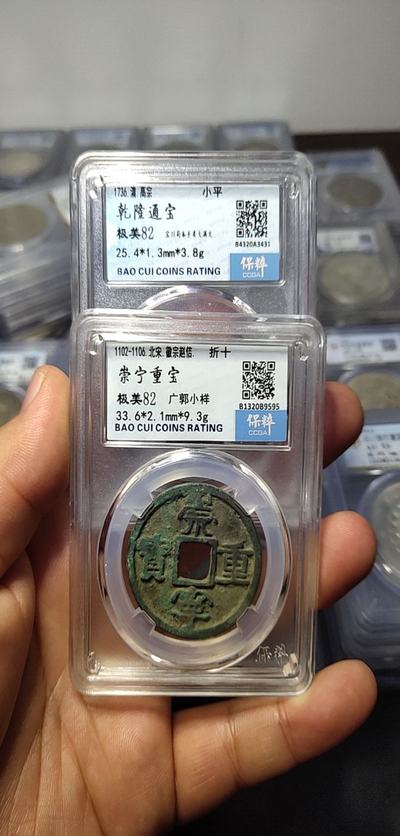 1736 清 高宗 小平
乾隆通宝
极美82
B4320A3431
25.4*1.3mm*3.8g
保粹
CCGA
BAO CUI COINS RATING
1102-1106. 北宋. 徽宗赵佶. 折十
崇宁重宝
极美82 广郭小样
B1320B9595
33.6*2.1mm*9.3g
保粹
CCGA
BAO CUI COINS RATING
崇
寶 重
寧
保粹